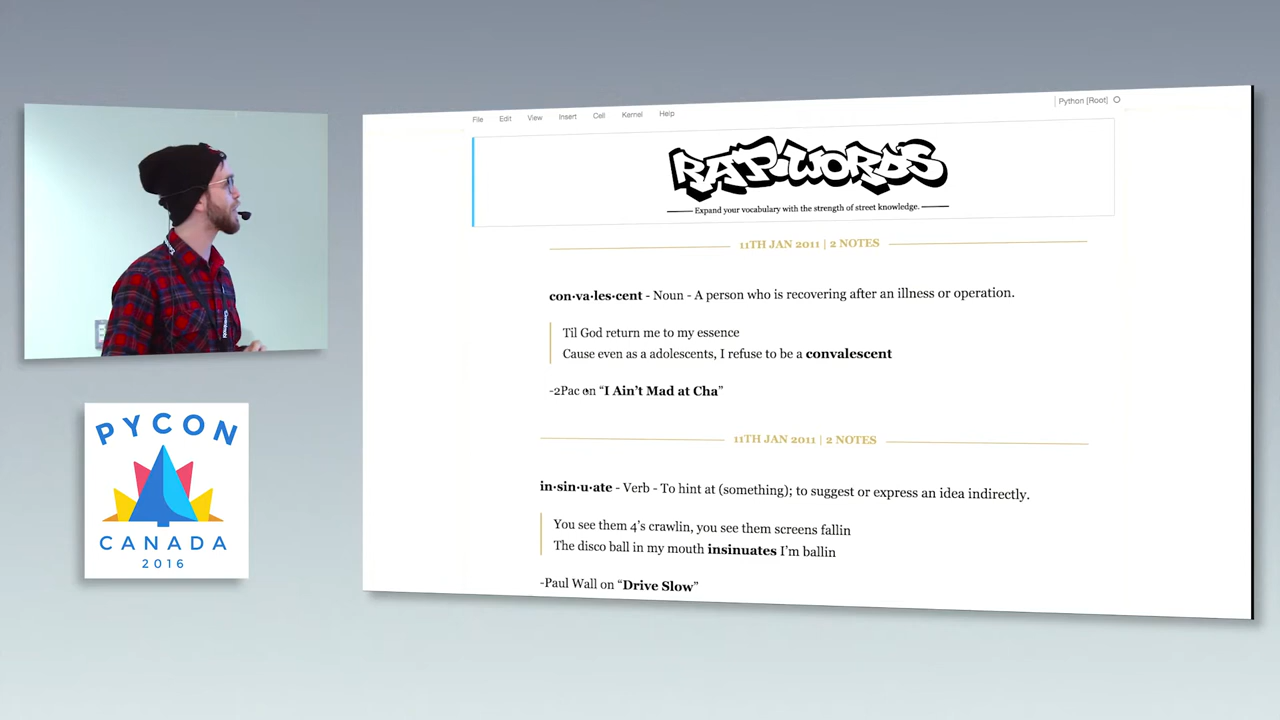 File Edit View Insert Cell Kernel Help
Python [Root]
RAPWORDS
Expand your vocabulary with the strength of street knowledge.
11TH JAN 2011 | 2 NOTES
con·va·les·cent - Noun - A person who is recovering after an illness or operation.
Til God return me to my essence
Cause even as a adolescents, I refuse to be a convalescent
-2Pac on “I Ain't Mad at Cha”
11TH JAN 2011 | 2 NOTES
in·sin·u·ate - Verb - To hint at (something); to suggest or express an idea indirectly.
You see them 4's crawlin, you see them screens fallin
The disco ball in my mouth insinuates I'm ballin
-Paul Wall on “Drive Slow”
PYCON
CANADA
2016